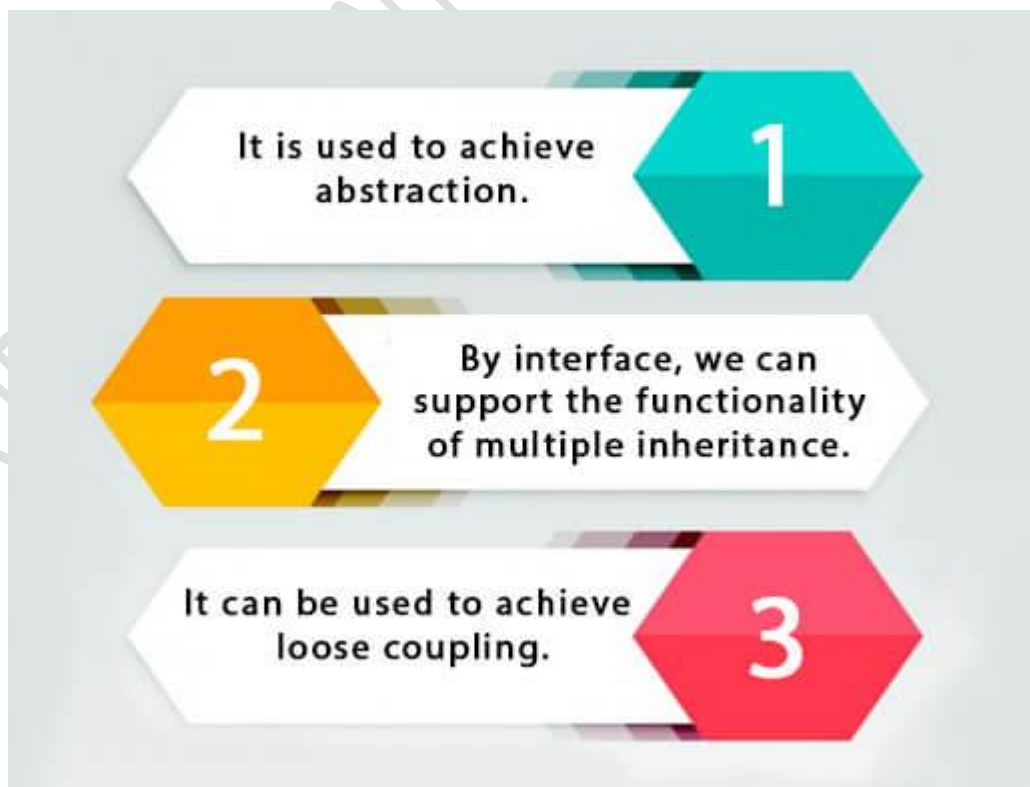 It is used to achieve
abstraction.
1
2
By interface, we can
support the functionality
of multiple inheritance.
It can be used to achieve
loose coupling.
3